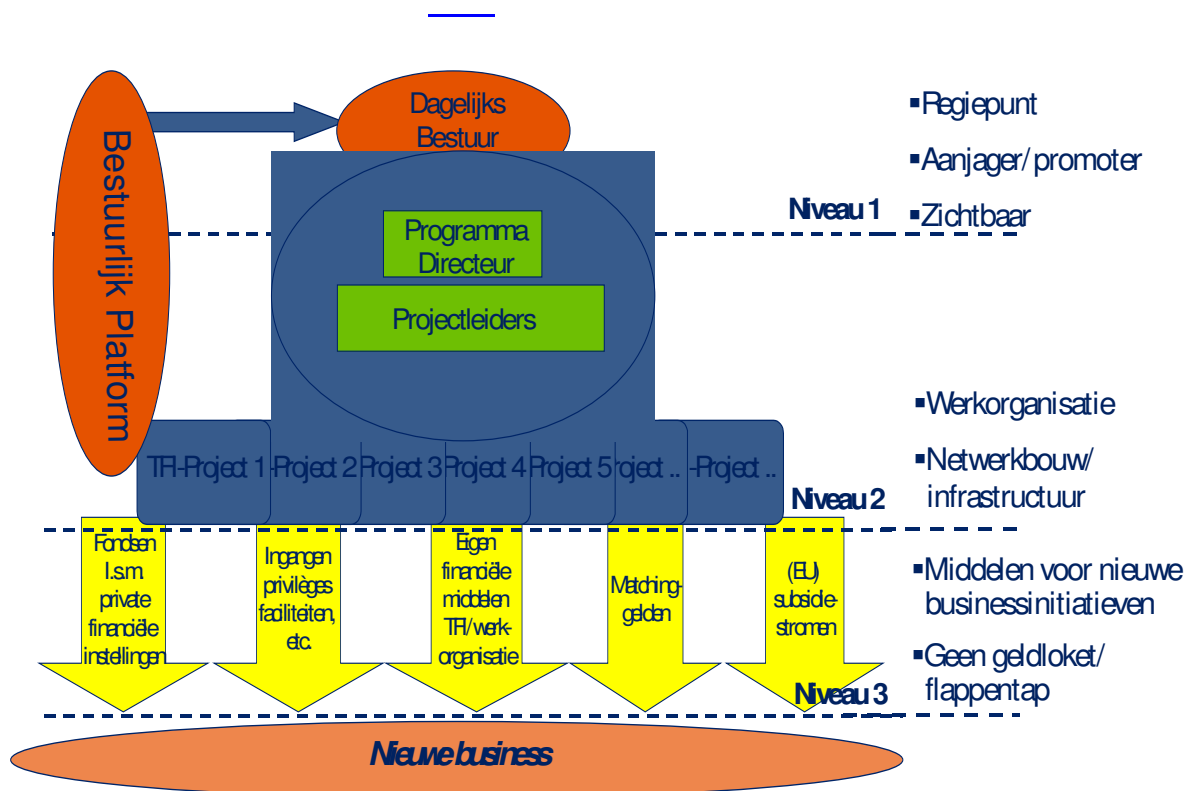 Dagelijks
Bestuur
Bestuurlijk Platform
▪Regiepunt
▪Aanjager/promoter
▪Zichtbaar
Niveau 1
Programma
Directeur
Projectleiders
▪Werkorganisatie
▪Netwerkbouw/
infrastructuur
TFI-Project 1
-Project 2
Project 3
Project 4
Project 5
roject ..
-Project ..
Niveau 2
Fondsen
I.s.m.
private
financiële
instellingen
Ingangen
privilèges
faciliteiten,
etc.
Eigen
financiële
middelen
TFI/werk-
organisatie
Matching-
gelden
(EU)
subsidie-
stromen
▪Middelen voor nieuwe
businessinitiatieven
▪Geen geldloket/
flappentap
Niveau 3
Nieuwe business